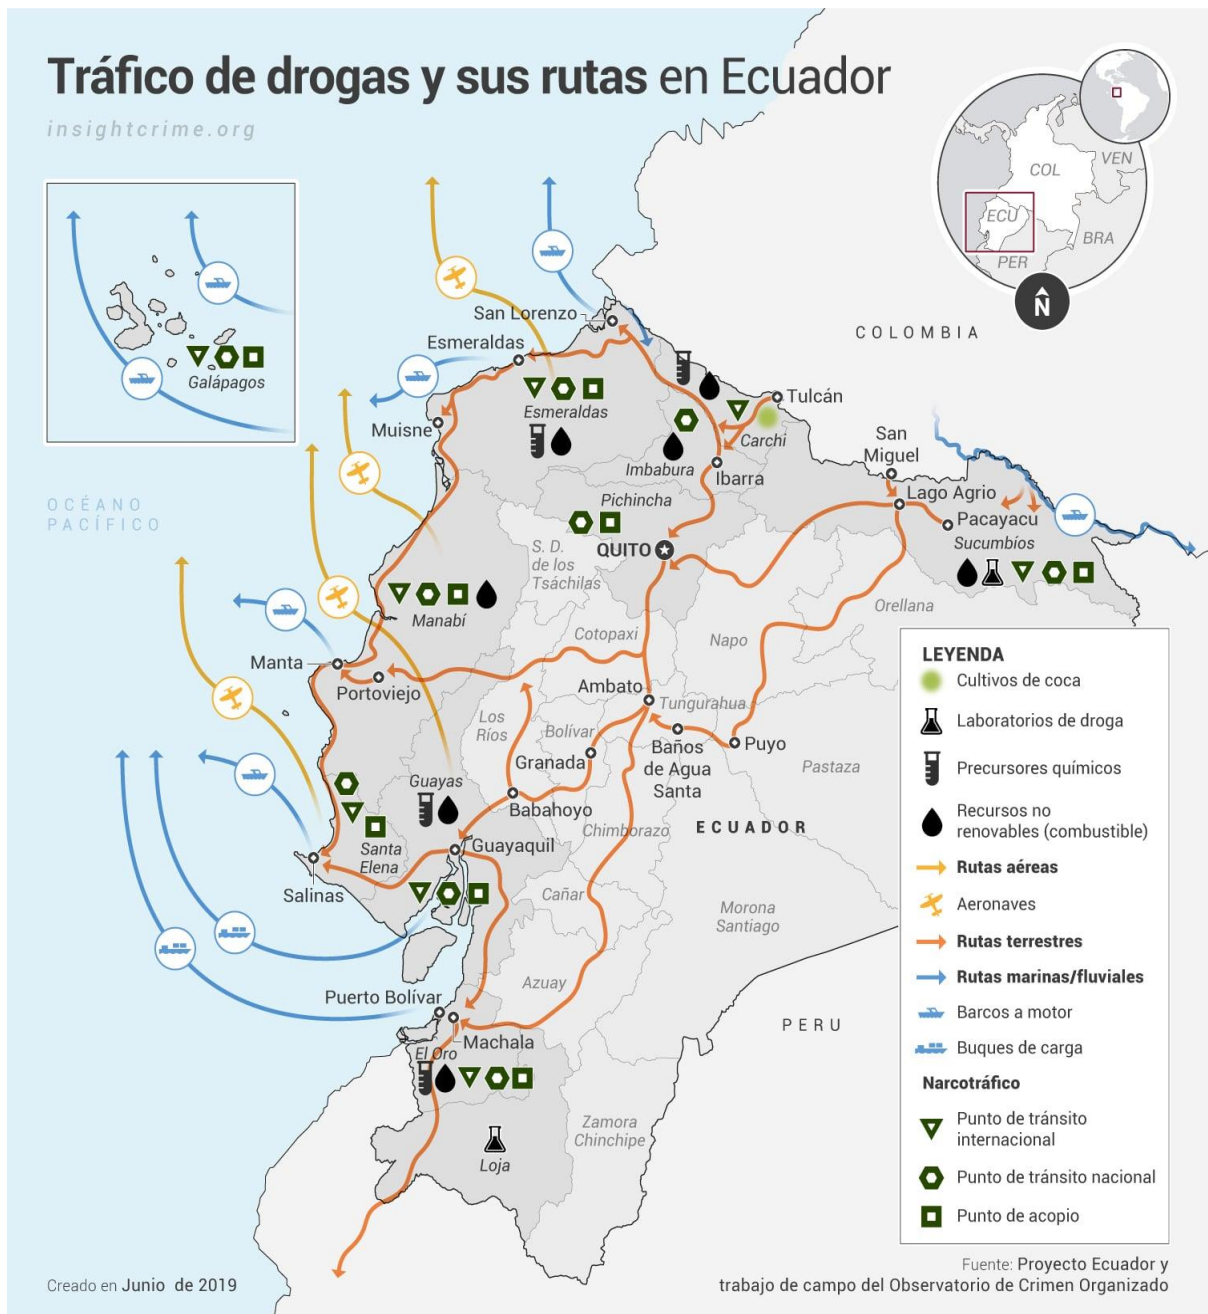 Tráfico de drogas y sus rutas en Ecuador
insightcrime.org
COL
VEN
ECU
BRA
PER
N
Galápagos
OCÉANO
PACÍFICO
COLOMBIA
San Lorenzo
Esmeraldas
Esmeraldas
Muisne
Tulcán
Carchi
Imbabura
Ibarra
San
Miguel
Lago Agrio
Pacayacu
Sucumbíos
Pichincha
QUITO
S. D.
de los
Tsáchilas
Orellana
Manabí
Cotopaxi
Napo
Manta
Portoviejo
Ambato
Tungurahua
Los
Ríos
Bolívar
Granada
Baños
de Agua
Santa
Puyo
Pastaza
Guayas
Babahoyo
Chimborazo
ECUADOR
Santa
Elena
Guayaquil
Salinas
Cañar
Morona
Santiago
Azuay
Puerto Bolívar
Machala
El Oro
PERU
Zamora
Chinchipe
Loja
LEYENDA
Cultivos de coca
Laboratorios de droga
Precursores químicos
Recursos no
renovables (combustible)
Rutas aéreas
Aeronaves
Rutas terrestres
Rutas marinas/fluviales
Barcos a motor
Buques de carga
Narcotráfico
Punto de tránsito
internacional
Punto de tránsito nacional
Punto de acopio
Creado en Junio de 2019
Fuente: Proyecto Ecuador y
trabajo de campo del Observatorio de Crimen Organizado